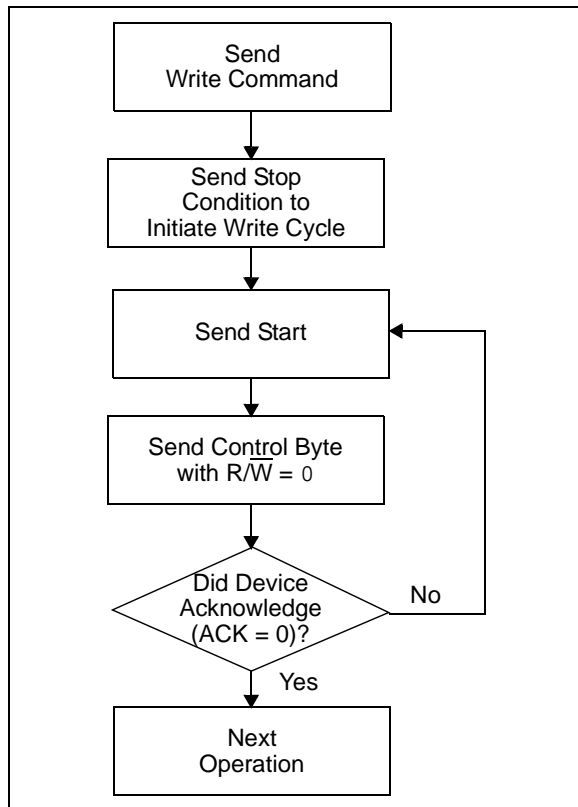 Send
Write Command
Send Stop
Condition to
Initiate Write Cycle
Send Start
Send Control Byte
with R/W̅ = 0
Did Device
Acknowledge
(ACK = 0)?
No
Yes
Next
Operation